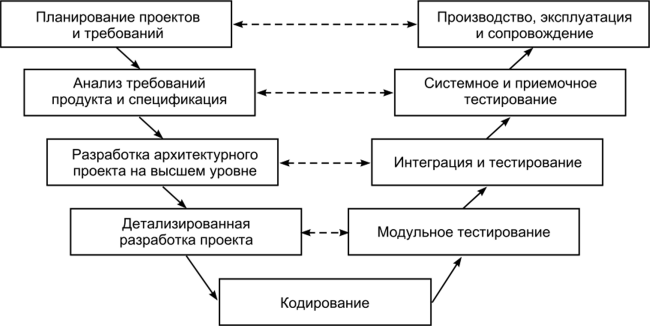 Планирование проектов
и требований
Производство, эксплуатация
и сопровождение
Анализ требований
продукта и спецификация
Системное и приемочное
тестирование
Разработка архитектурного
проекта на высшем уровне
Интеграция и тестирование
Детализированная
разработка проекта
Модульное тестирование
Кодирование